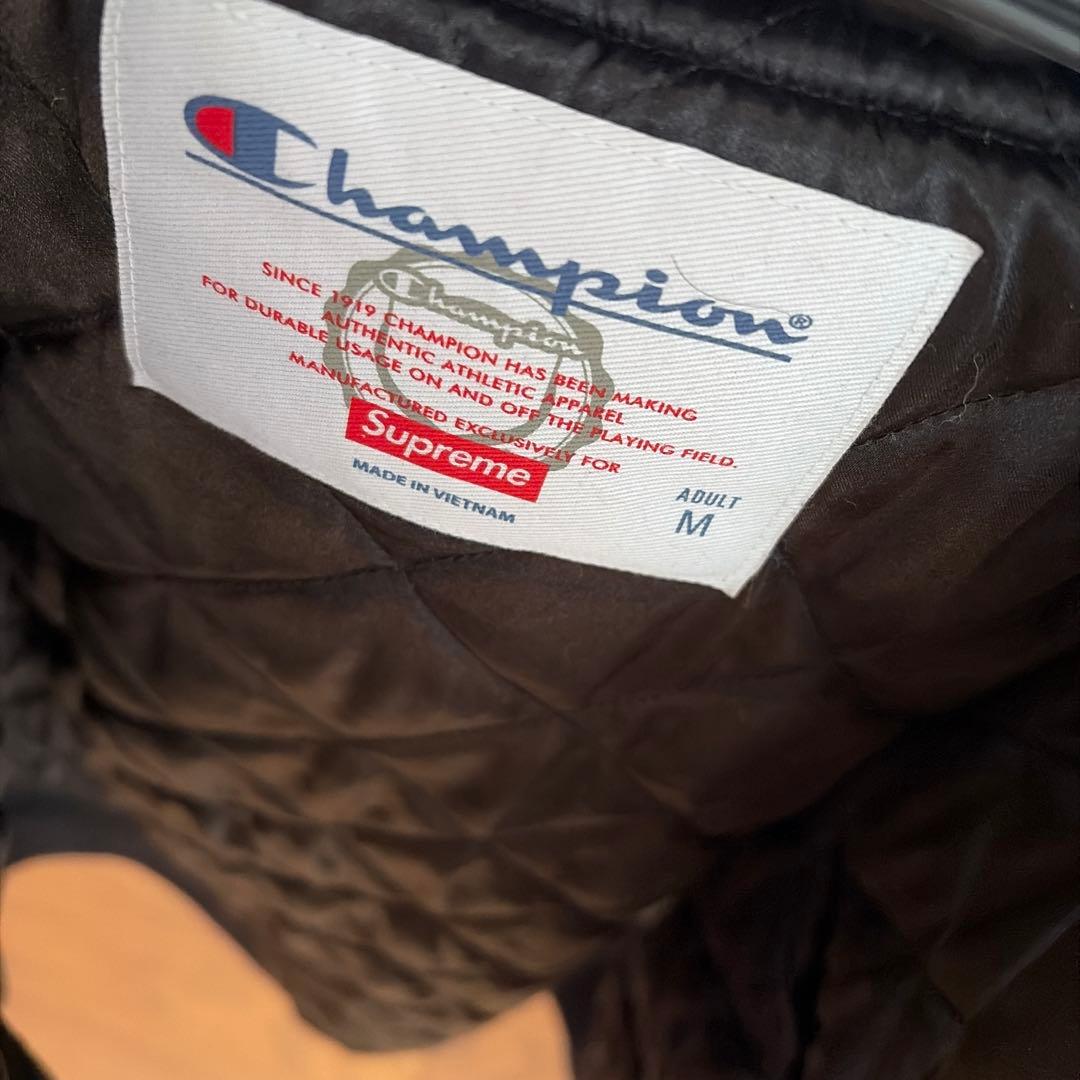 Champion®
Champion
SINCE 1919 CHAMPION HAS BEEN MAKING
AUTHENTIC ATHLETIC APPAREL
FOR DURABLE USAGE ON AND OFF THE PLAYING FIELD.
MANUFACTURED EXCLUSIVELY FOR
Supreme
MADE IN VIETNAM
ADULT
M